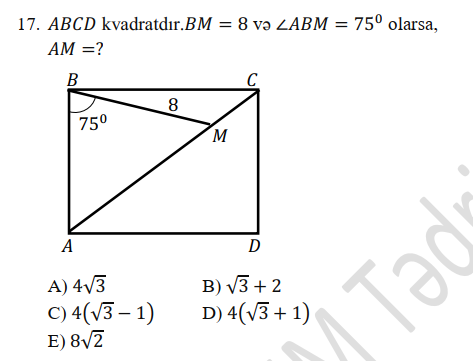 17. ABCD kvadratdır.BM = 8 və ∠ABM = 75⁰ olarsa,
AM =?
B C
8
75⁰
M
A D
A) 4√3 B) √3 + 2
C) 4(√3 − 1) D) 4(√3 + 1)
E) 8√2